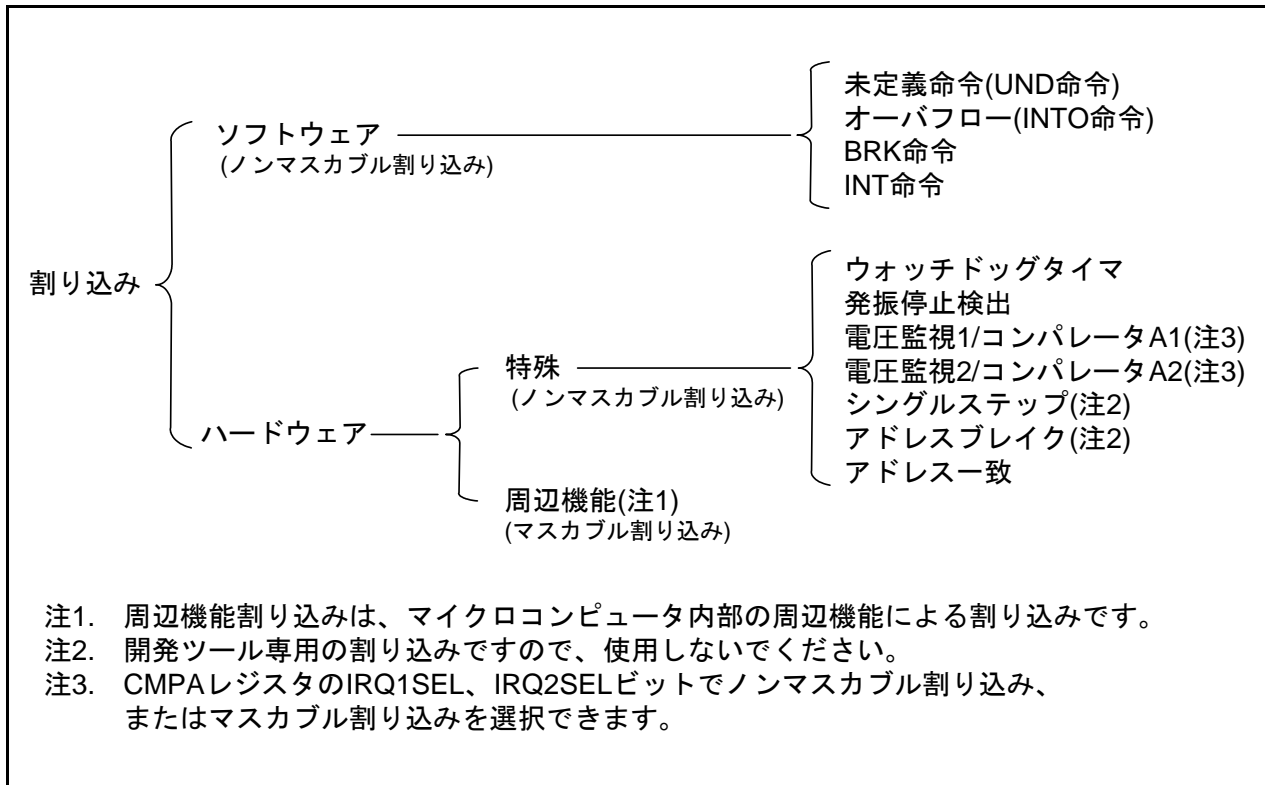 未定義命令(UND命令)
オーバフロー(INTO命令)
BRK命令
INT命令
ソフトウェア
(ノンマスカブル割り込み)
割り込み
ウォッチドッグタイマ
発振停止検出
電圧監視1/コンパレータA1(注3)
電圧監視2/コンパレータA2(注3)
シングルステップ(注2)
アドレスブレイク(注2)
アドレス一致
特殊
(ノンマスカブル割り込み)
ハードウェア
周辺機能(注1)
(マスカブル割り込み)
注1. 周辺機能割り込みは、マイクロコンピュータ内部の周辺機能による割り込みです。
注2. 開発ツール専用の割り込みですので、使用しないでください。
注3. CMPAレジスタのIRQ1SEL、IRQ2SELビットでノンマスカブル割り込み、
またはマスカブル割り込みを選択できます。